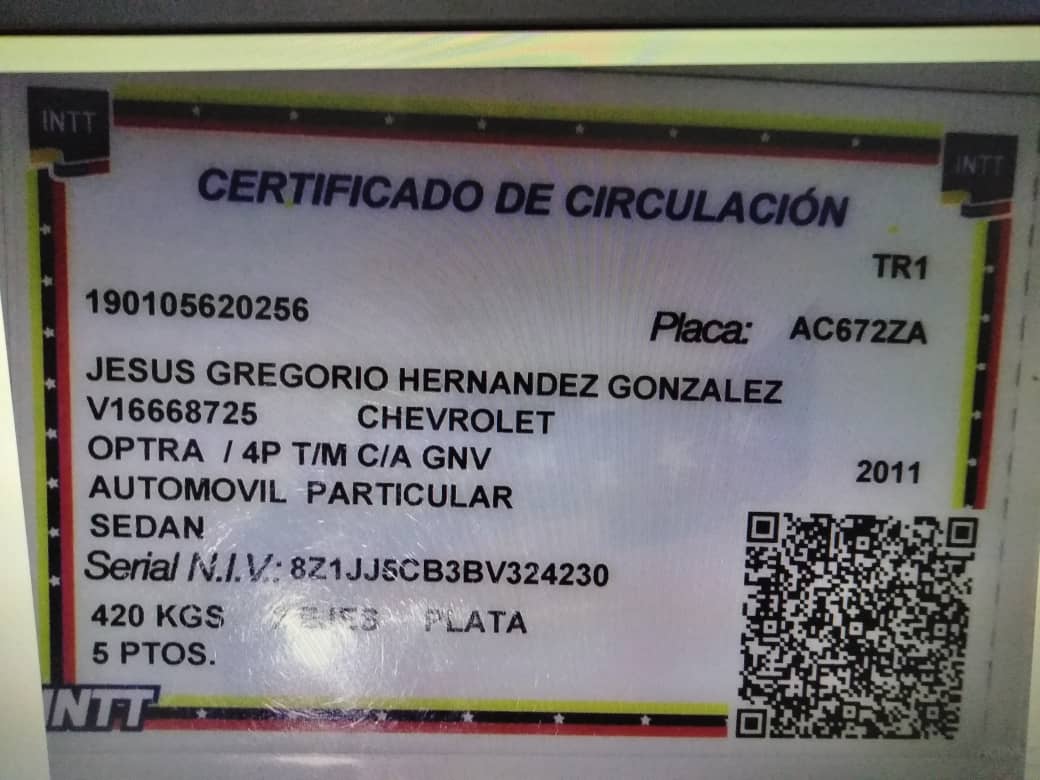 INTT
INTT
CERTIFICADO DE CIRCULACIÓN
TR1
190105620256
Placa: AC672ZA
JESUS GREGORIO HERNANDEZ GONZALEZ
V16668725 CHEVROLET
OPTRA / 4P T/M C/A GNV
2011
AUTOMOVIL PARTICULAR
SEDAN
Serial N.I.V.: 8Z1JJ5CB3BV324230
420 KGS EJES PLATA
5 PTOS.
INTT